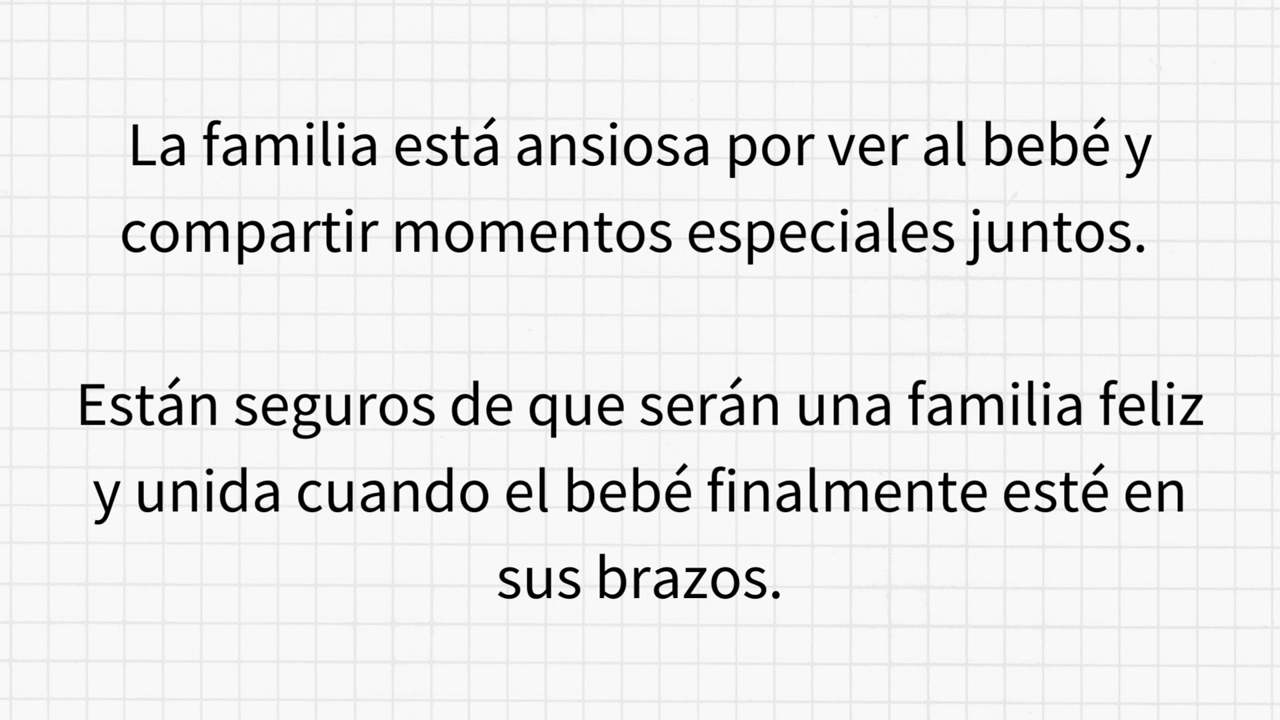 La familia está ansiosa por ver al bebé y
compartir momentos especiales juntos.
Están seguros de que serán una familia feliz
y unida cuando el bebé finalmente esté en
sus brazos.